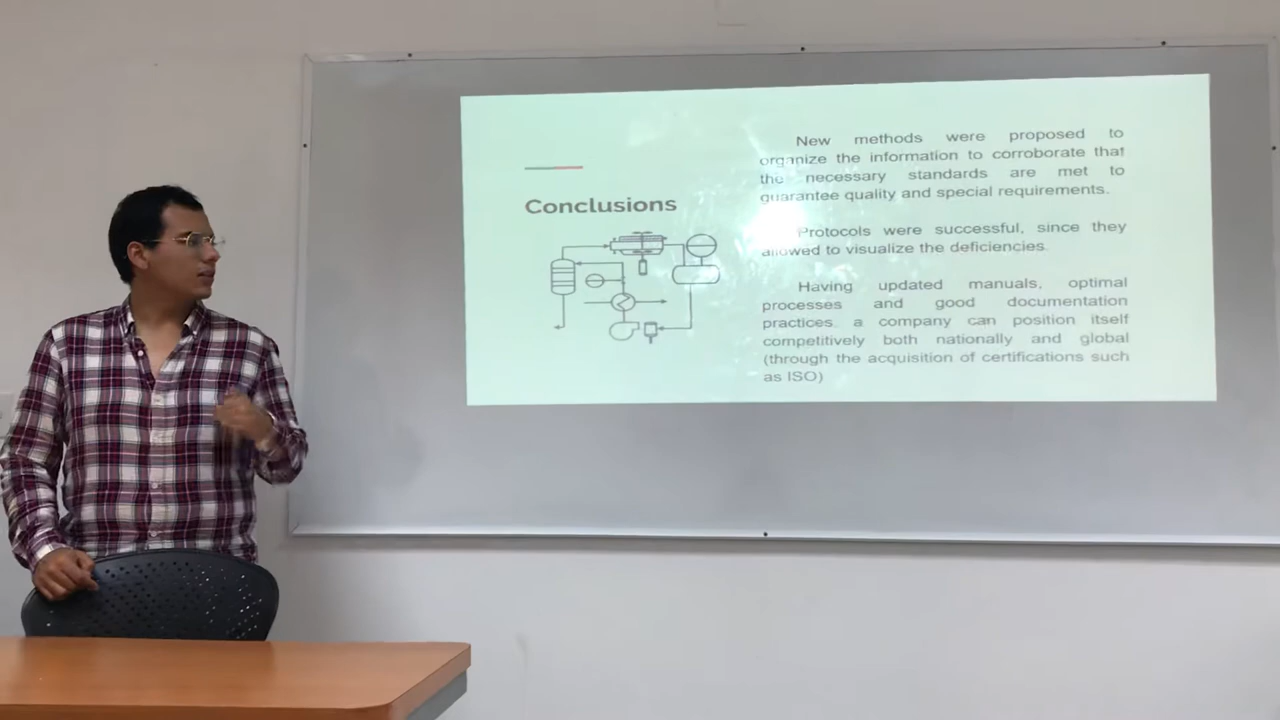 Conclusions
New methods were proposed to
organize the information to corroborate that
the necessary standards are met to
guarantee quality and special requirements.
Protocols were successful, since they
allowed to visualize the deficiencies.
Having updated manuals, optimal
processes and good documentation
practices. a company can position itself
competitively both nationally and global
(through the acquisition of certifications such
as ISO)